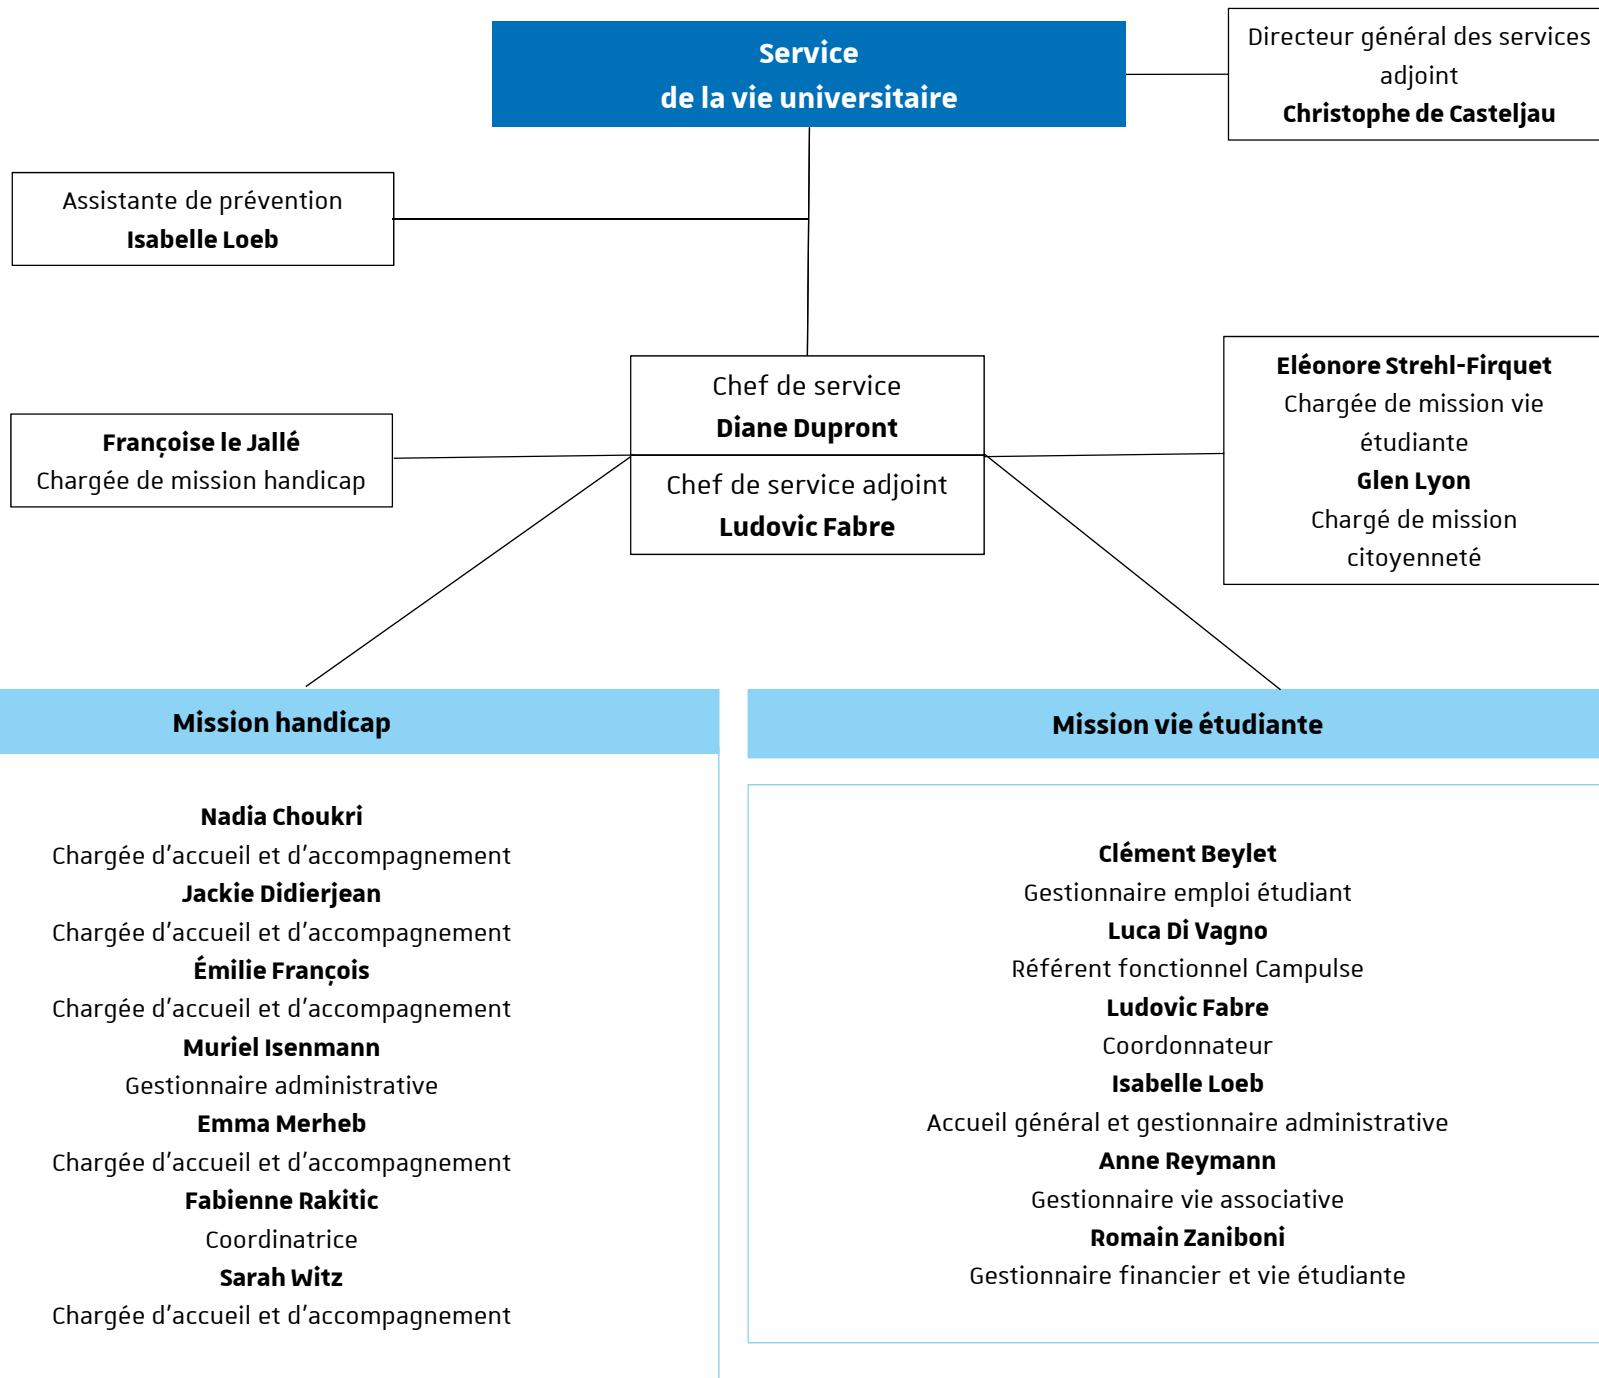 Service
de la vie universitaire
Directeur général des services
adjoint
Christophe de Casteljau
Assistante de prévention
Isabelle Loeb
Chef de service
Diane Dupront
Chef de service adjoint
Ludovic Fabre
Françoise le Jallé
Chargée de mission handicap
Eléonore Strehl-Firquet
Chargée de mission vie
étudiante
Glen Lyon
Chargé de mission
citoyenneté
Mission handicap
Nadia Choukri
Chargée d’accueil et d’accompagnement
Jackie Didierjean
Chargée d’accueil et d’accompagnement
Émilie François
Chargée d’accueil et d’accompagnement
Muriel Isenmann
Gestionnaire administrative
Emma Merheb
Chargée d’accueil et d’accompagnement
Fabienne Rakitic
Coordinatrice
Sarah Witz
Chargée d’accueil et d’accompagnement
Mission vie étudiante
Clément Beylet
Gestionnaire emploi étudiant
Luca Di Vagno
Référent fonctionnel Campulse
Ludovic Fabre
Coordonnateur
Isabelle Loeb
Accueil général et gestionnaire administrative
Anne Reymann
Gestionnaire vie associative
Romain Zaniboni
Gestionnaire financier et vie étudiante